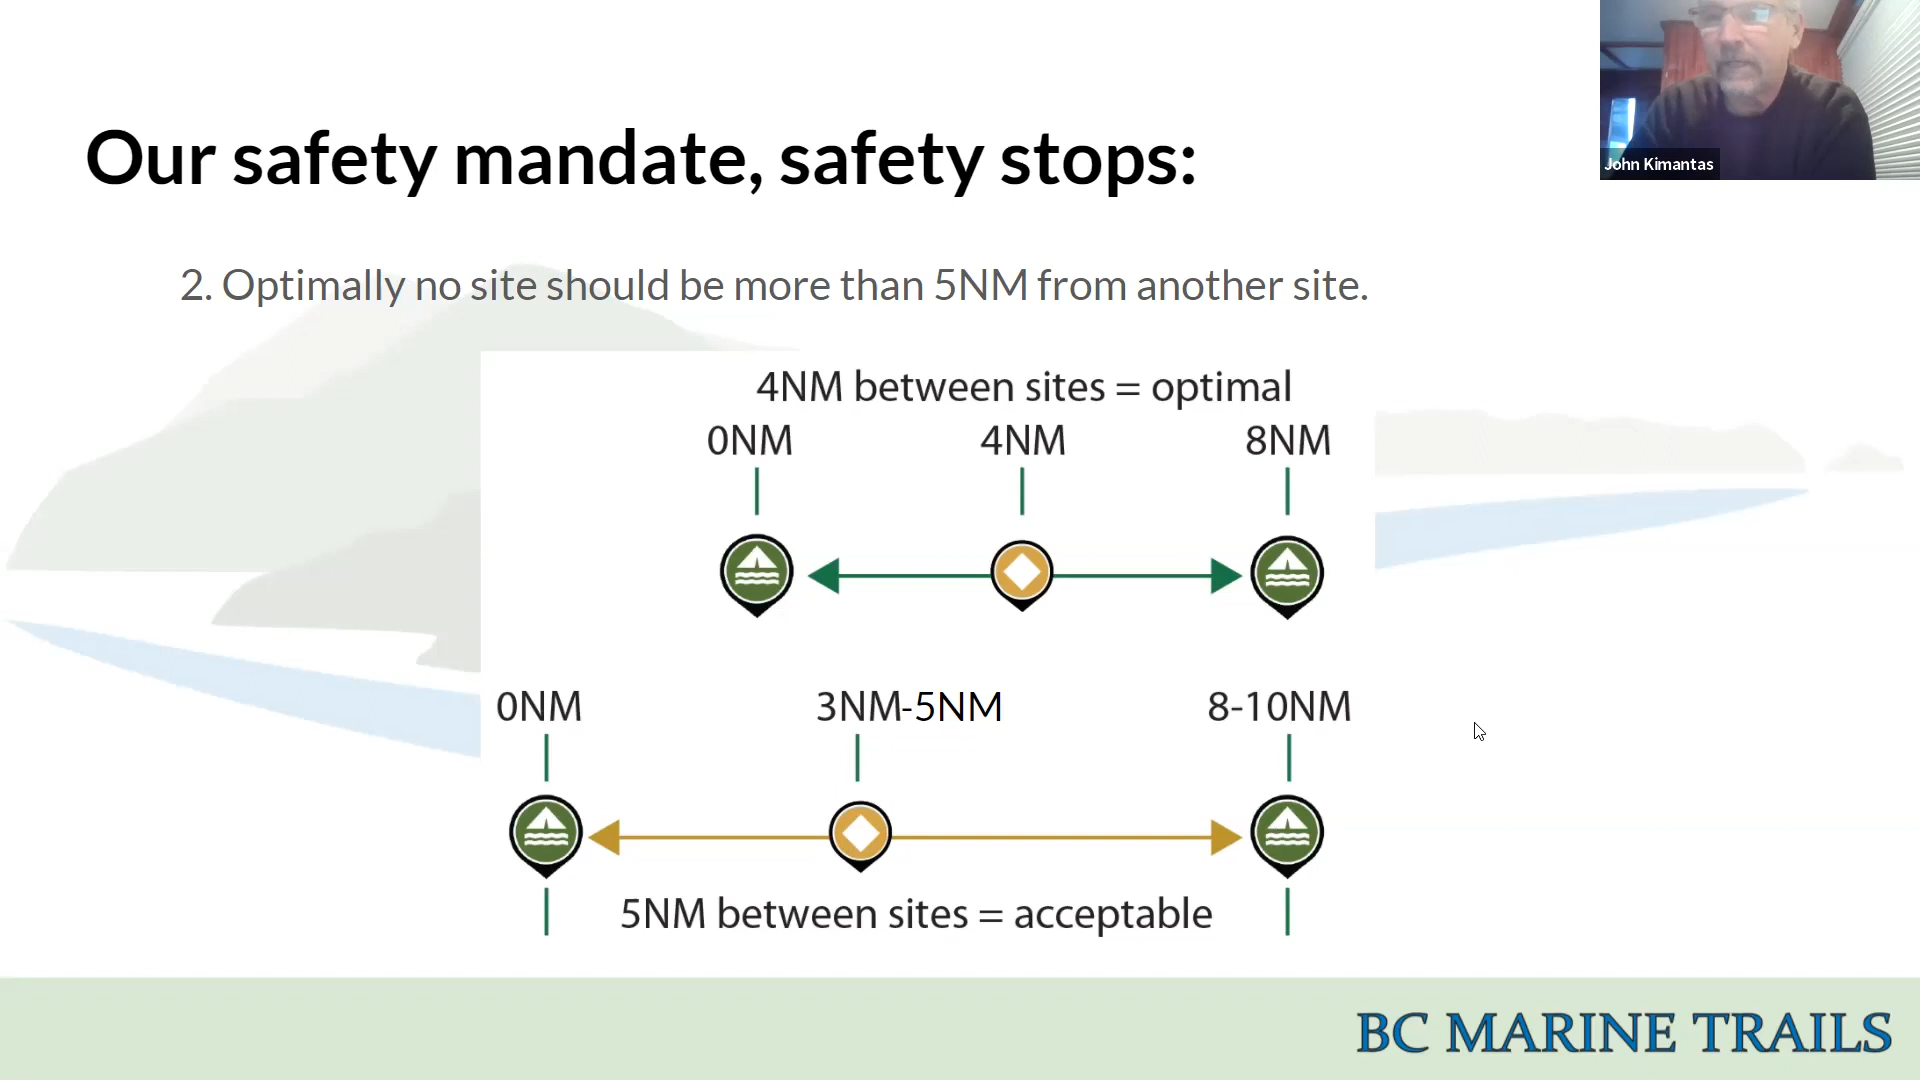 John Kimantas
Our safety mandate, safety stops:
2. Optimally no site should be more than 5NM from another site.
4NM between sites = optimal
0NM 4NM 8NM
0NM 3NM-5NM 8-10NM
5NM between sites = acceptable
BC MARINE TRAILS